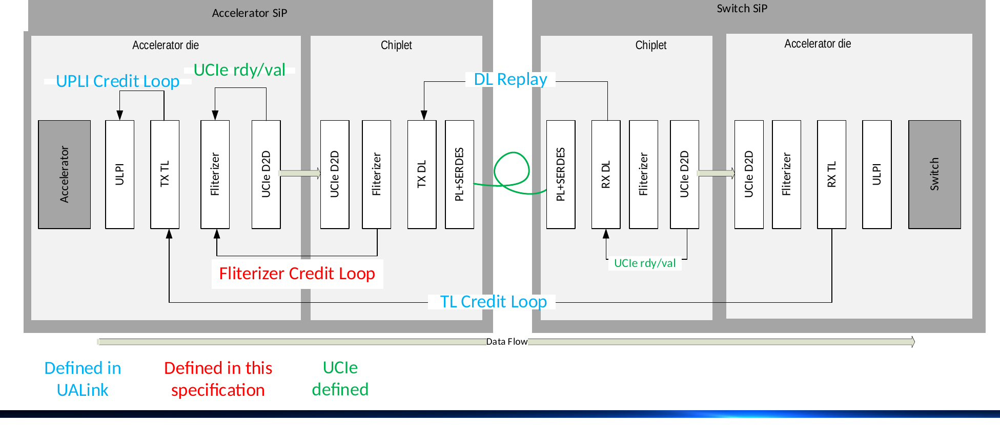 Accelerator SiP
Switch SiP
Accelerator die
Chiplet
Chiplet
Accelerator die
UPLI Credit Loop
UCIe rdy/val
DL Replay
Accelerator
ULPI
TX TL
Fliterizer
UCIe D2D
UCIe D2D
Fliterizer
TX DL
PL+SERDES
PL+SERDES
RX DL
Fliterizer
UCIe D2D
UCIe D2D
Fliterizer
RX TL
ULPI
Switch
Fliterizer Credit Loop
UCIe rdy/val
TL Credit Loop
Data Flow
Defined in
UALink
Defined in this
specification
UCIe
defined